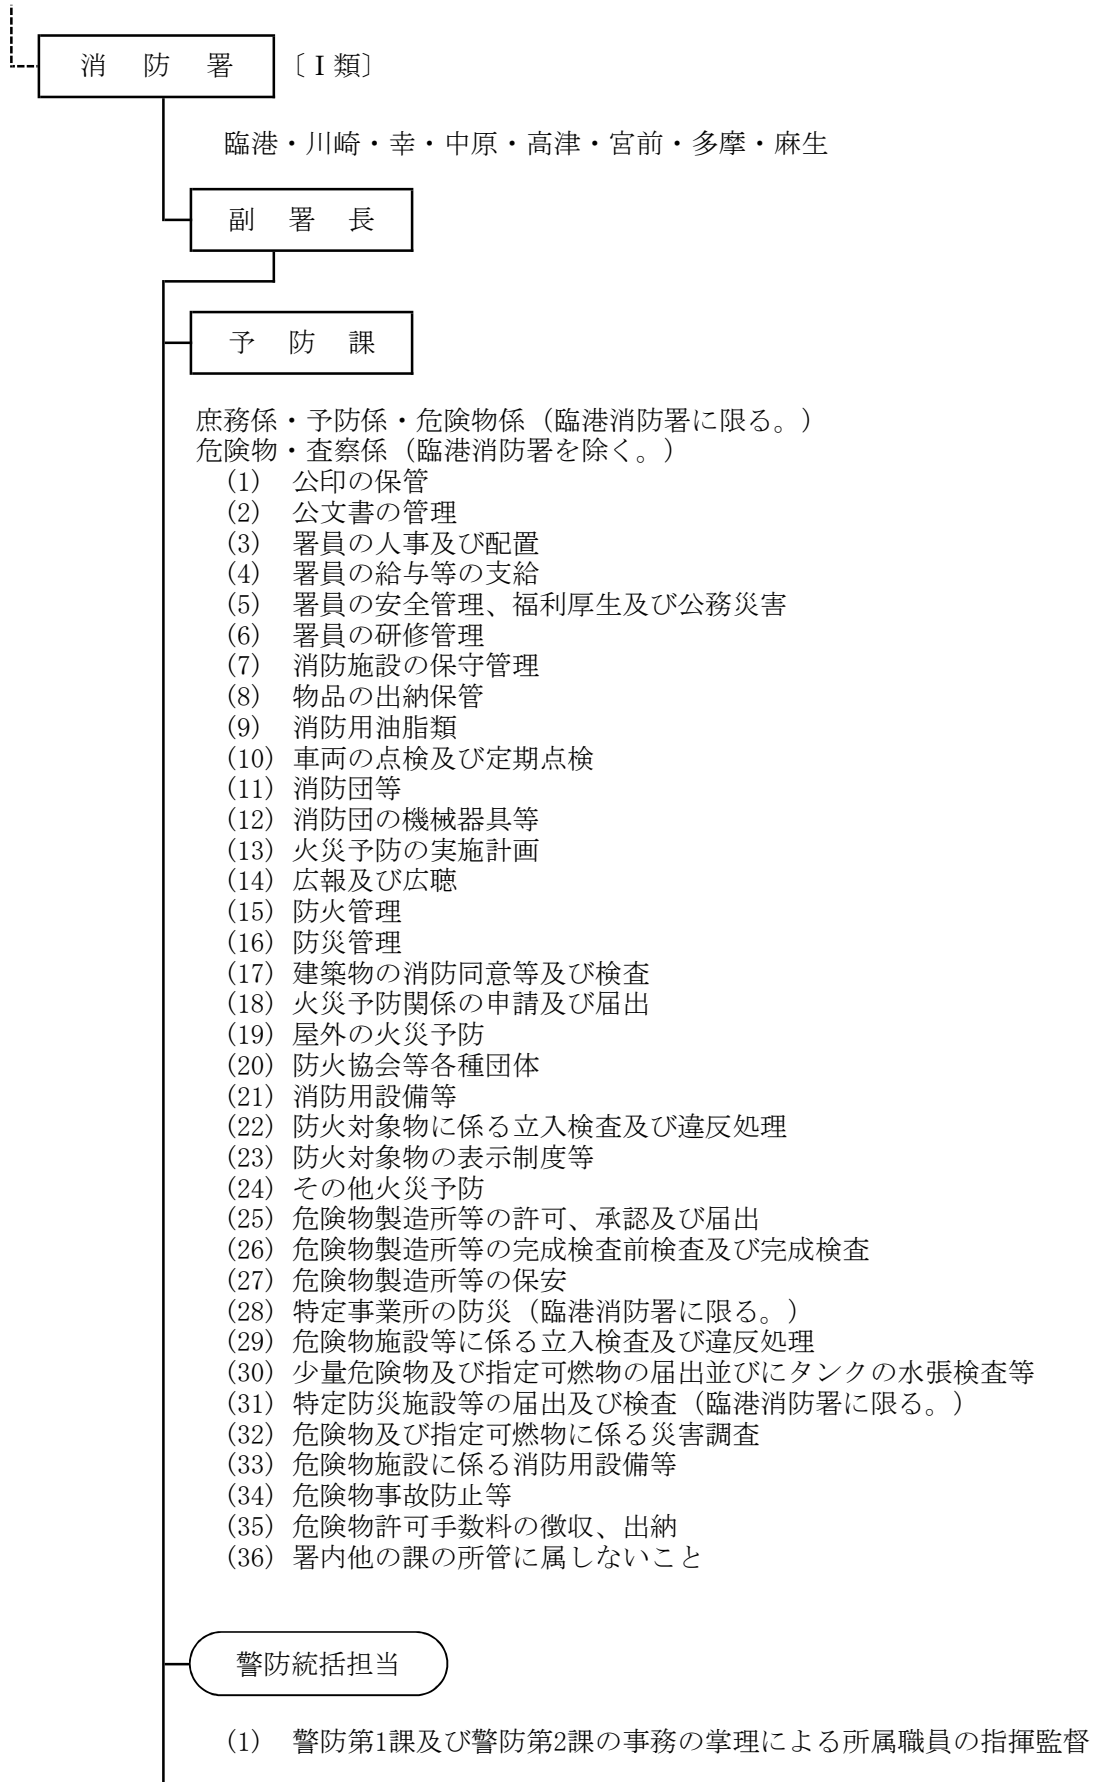 消 防 署 〔Ⅰ類〕
臨港・川崎・幸・中原・高津・宮前・多摩・麻生
副 署 長
予 防 課
庶務係・予防係・危険物係（臨港消防署に限る。）
危険物・査察係（臨港消防署を除く。）
(1) 公印の保管
(2) 公文書の管理
(3) 署員の人事及び配置
(4) 署員の給与等の支給
(5) 署員の安全管理、福利厚生及び公務災害
(6) 署員の研修管理
(7) 消防施設の保守管理
(8) 物品の出納保管
(9) 消防用油脂類
(10) 車両の点検及び定期点検
(11) 消防団等
(12) 消防団の機械器具等
(13) 火災予防の実施計画
(14) 広報及び広聴
(15) 防火管理
(16) 防災管理
(17) 建築物の消防同意等及び検査
(18) 火災予防関係の申請及び届出
(19) 屋外の火災予防
(20) 防火協会等各種団体
(21) 消防用設備等
(22) 防火対象物に係る立入検査及び違反処理
(23) 防火対象物の表示制度等
(24) その他火災予防
(25) 危険物製造所等の許可、承認及び届出
(26) 危険物製造所等の完成検査前検査及び完成検査
(27) 危険物製造所等の保安
(28) 特定事業所の防災（臨港消防署に限る。）
(29) 危険物施設等に係る立入検査及び違反処理
(30) 少量危険物及び指定可燃物の届出並びにタンクの水張検査等
(31) 特定防災施設等の届出及び検査（臨港消防署に限る。）
(32) 危険物及び指定可燃物に係る災害調査
(33) 危険物施設に係る消防用設備等
(34) 危険物事故防止等
(35) 危険物許可手数料の徴収、出納
(36) 署内他の課の所管に属しないこと
警防統括担当
(1) 警防第1課及び警防第2課の事務の掌理による所属職員の指揮監督